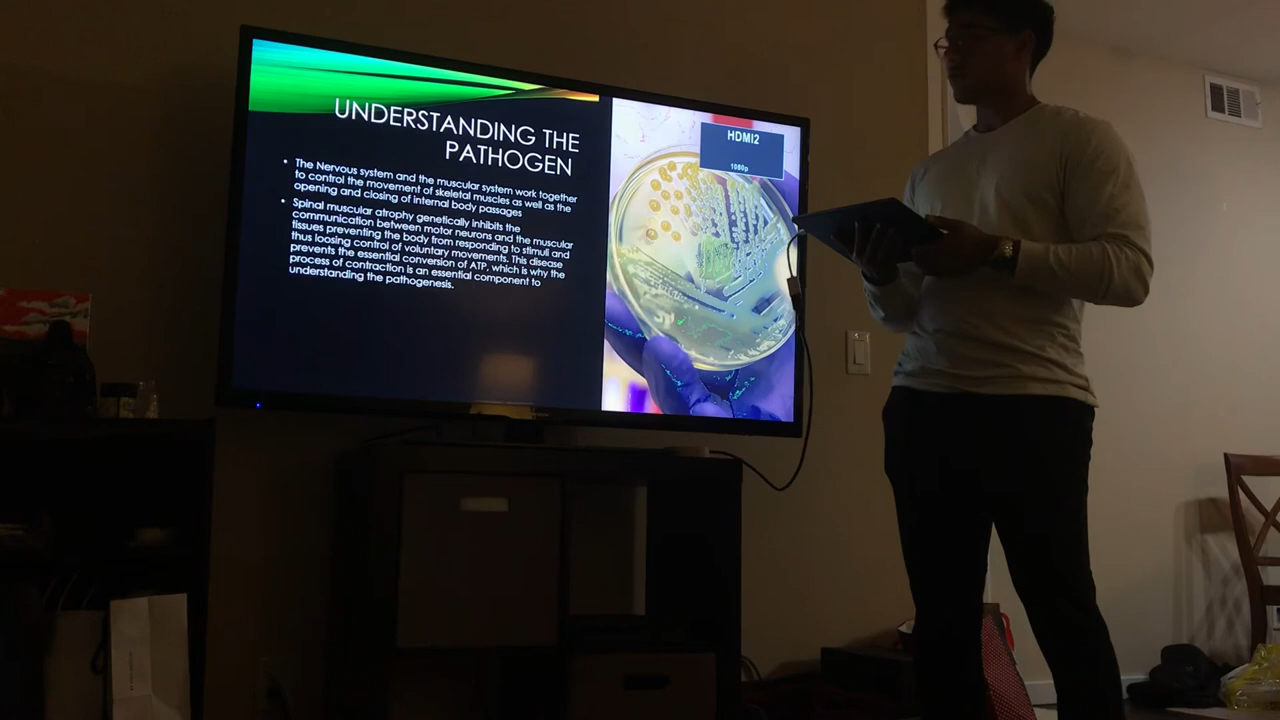 UNDERSTANDING THE
PATHOGEN
• The Nervous system and the muscular system work together
to control the movement of skeletal muscles as well as the
opening and closing of internal body passages
• Spinal muscular atrophy genetically inhibits the
communication between motor neurons and the muscular
tissues preventing the body from responding to stimuli and
thus loosing control of voluntary movements. This disease
prevents the essential conversion of ATP, which is why the
process of contraction is an essential component to
understanding the pathogenesis.
HDMI2
1080p